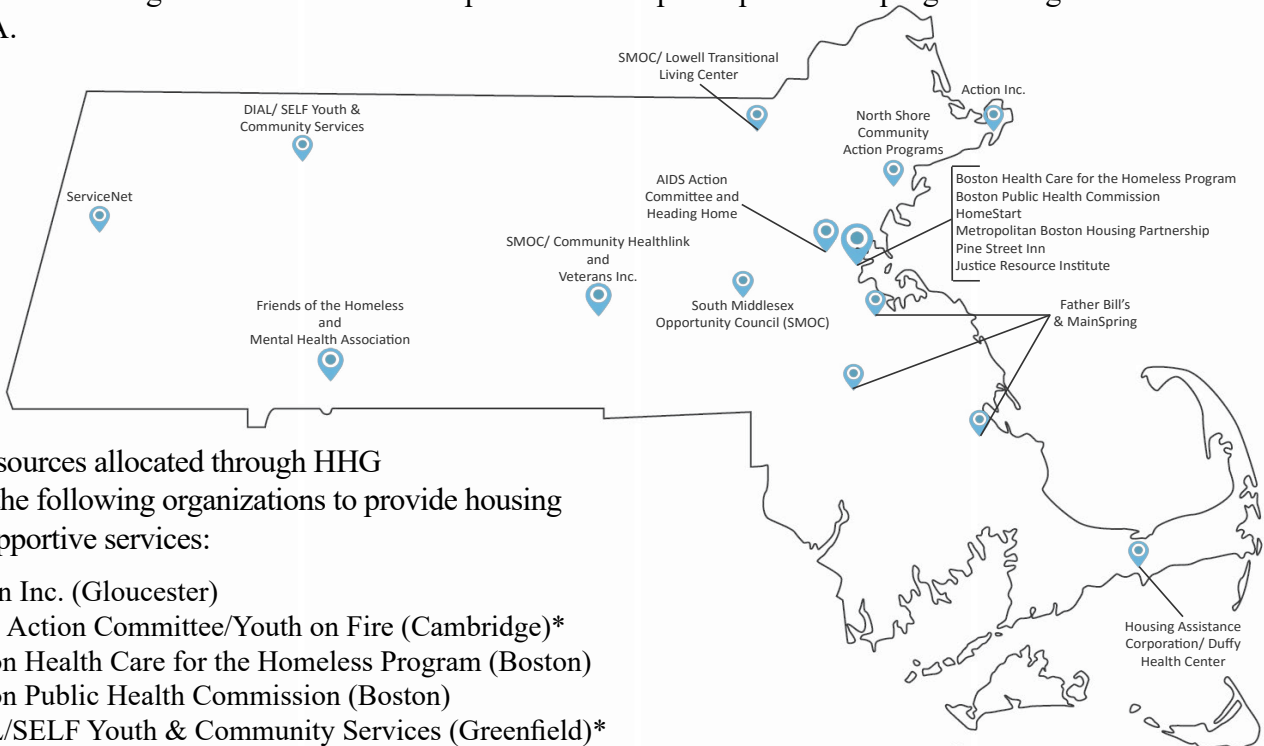 A.
SMOC/ Lowell Transitional
Living Center
Action Inc.
DIAL/ SELF Youth &
Community Services
North Shore
Community
Action Programs
ServiceNet
AIDS Action
Committee and
Heading Home
Boston Health Care for the Homeless Program
Boston Public Health Commission
HomeStart
Metropolitan Boston Housing Partnership
Pine Street Inn
Justice Resource Institute
SMOC/ Community Healthlink
and
Veterans Inc.
South Middlesex
Opportunity Council (SMOC)
Friends of the Homeless
and
Mental Health Association
Father Bill's
& MainSpring
Housing Assistance
Corporation/ Duffy
Health Center
sources allocated through HHG
he following organizations to provide housing
pportive services:
n Inc. (Gloucester)
Action Committee/Youth on Fire (Cambridge)*
on Health Care for the Homeless Program (Boston)
on Public Health Commission (Boston)
L/SELF Youth & Community Services (Greenfield)*